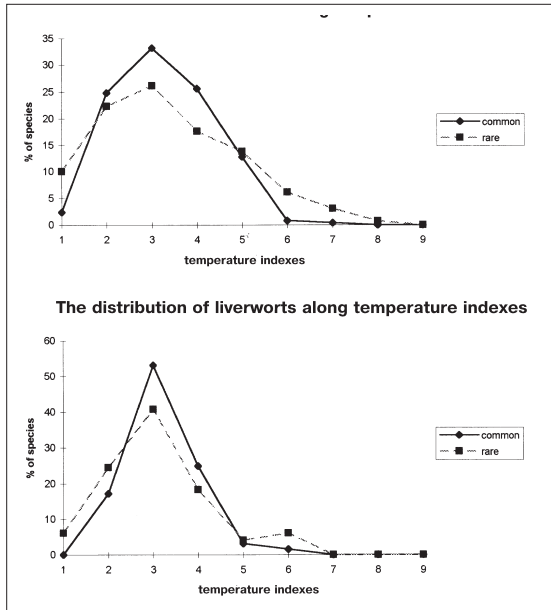 35
30
25
20
15
10
5
0
% of species
1 2 3 4 5 6 7 8 9
temperature indexes
common
rare
The distribution of liverworts along temperature indexes
60
50
40
30
20
10
0
% of species
1 2 3 4 5 6 7 8 9
temperature indexes
common
rare